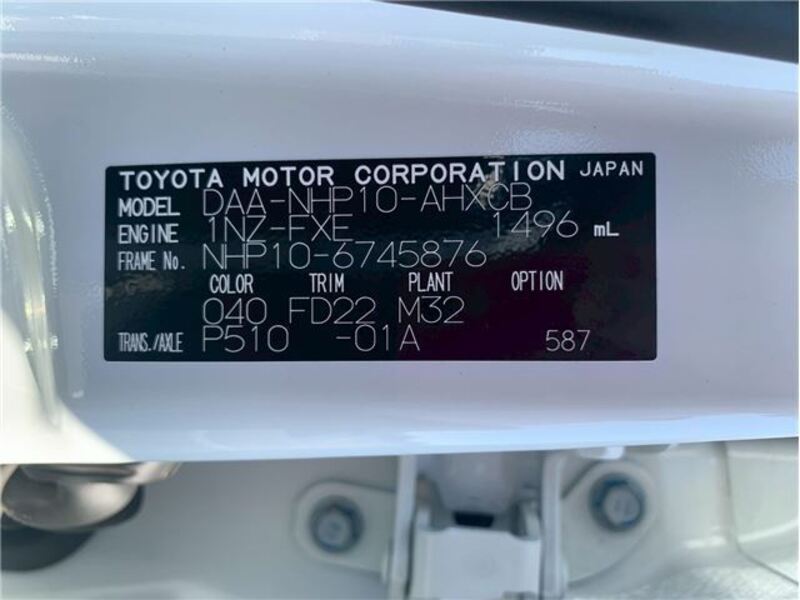 TOYOTA MOTOR CORPORATION JAPAN
MODEL DAA-NHP10-AHXCB
ENGINE 1NZ-FXE 1496 mL
FRAME No. NHP10-6745876
COLOR TRIM PLANT OPTION
040 FD22 M32
TRANS./AXLE P510 -01A 587